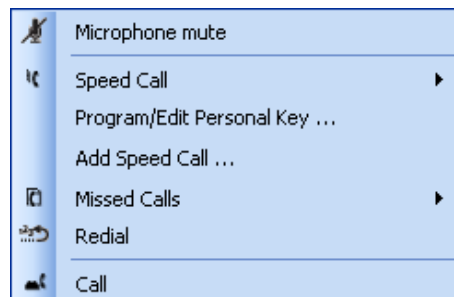 Microphone mute
Speed Call
Program/Edit Personal Key ...
Add Speed Call ...
Missed Calls
Redial
Call